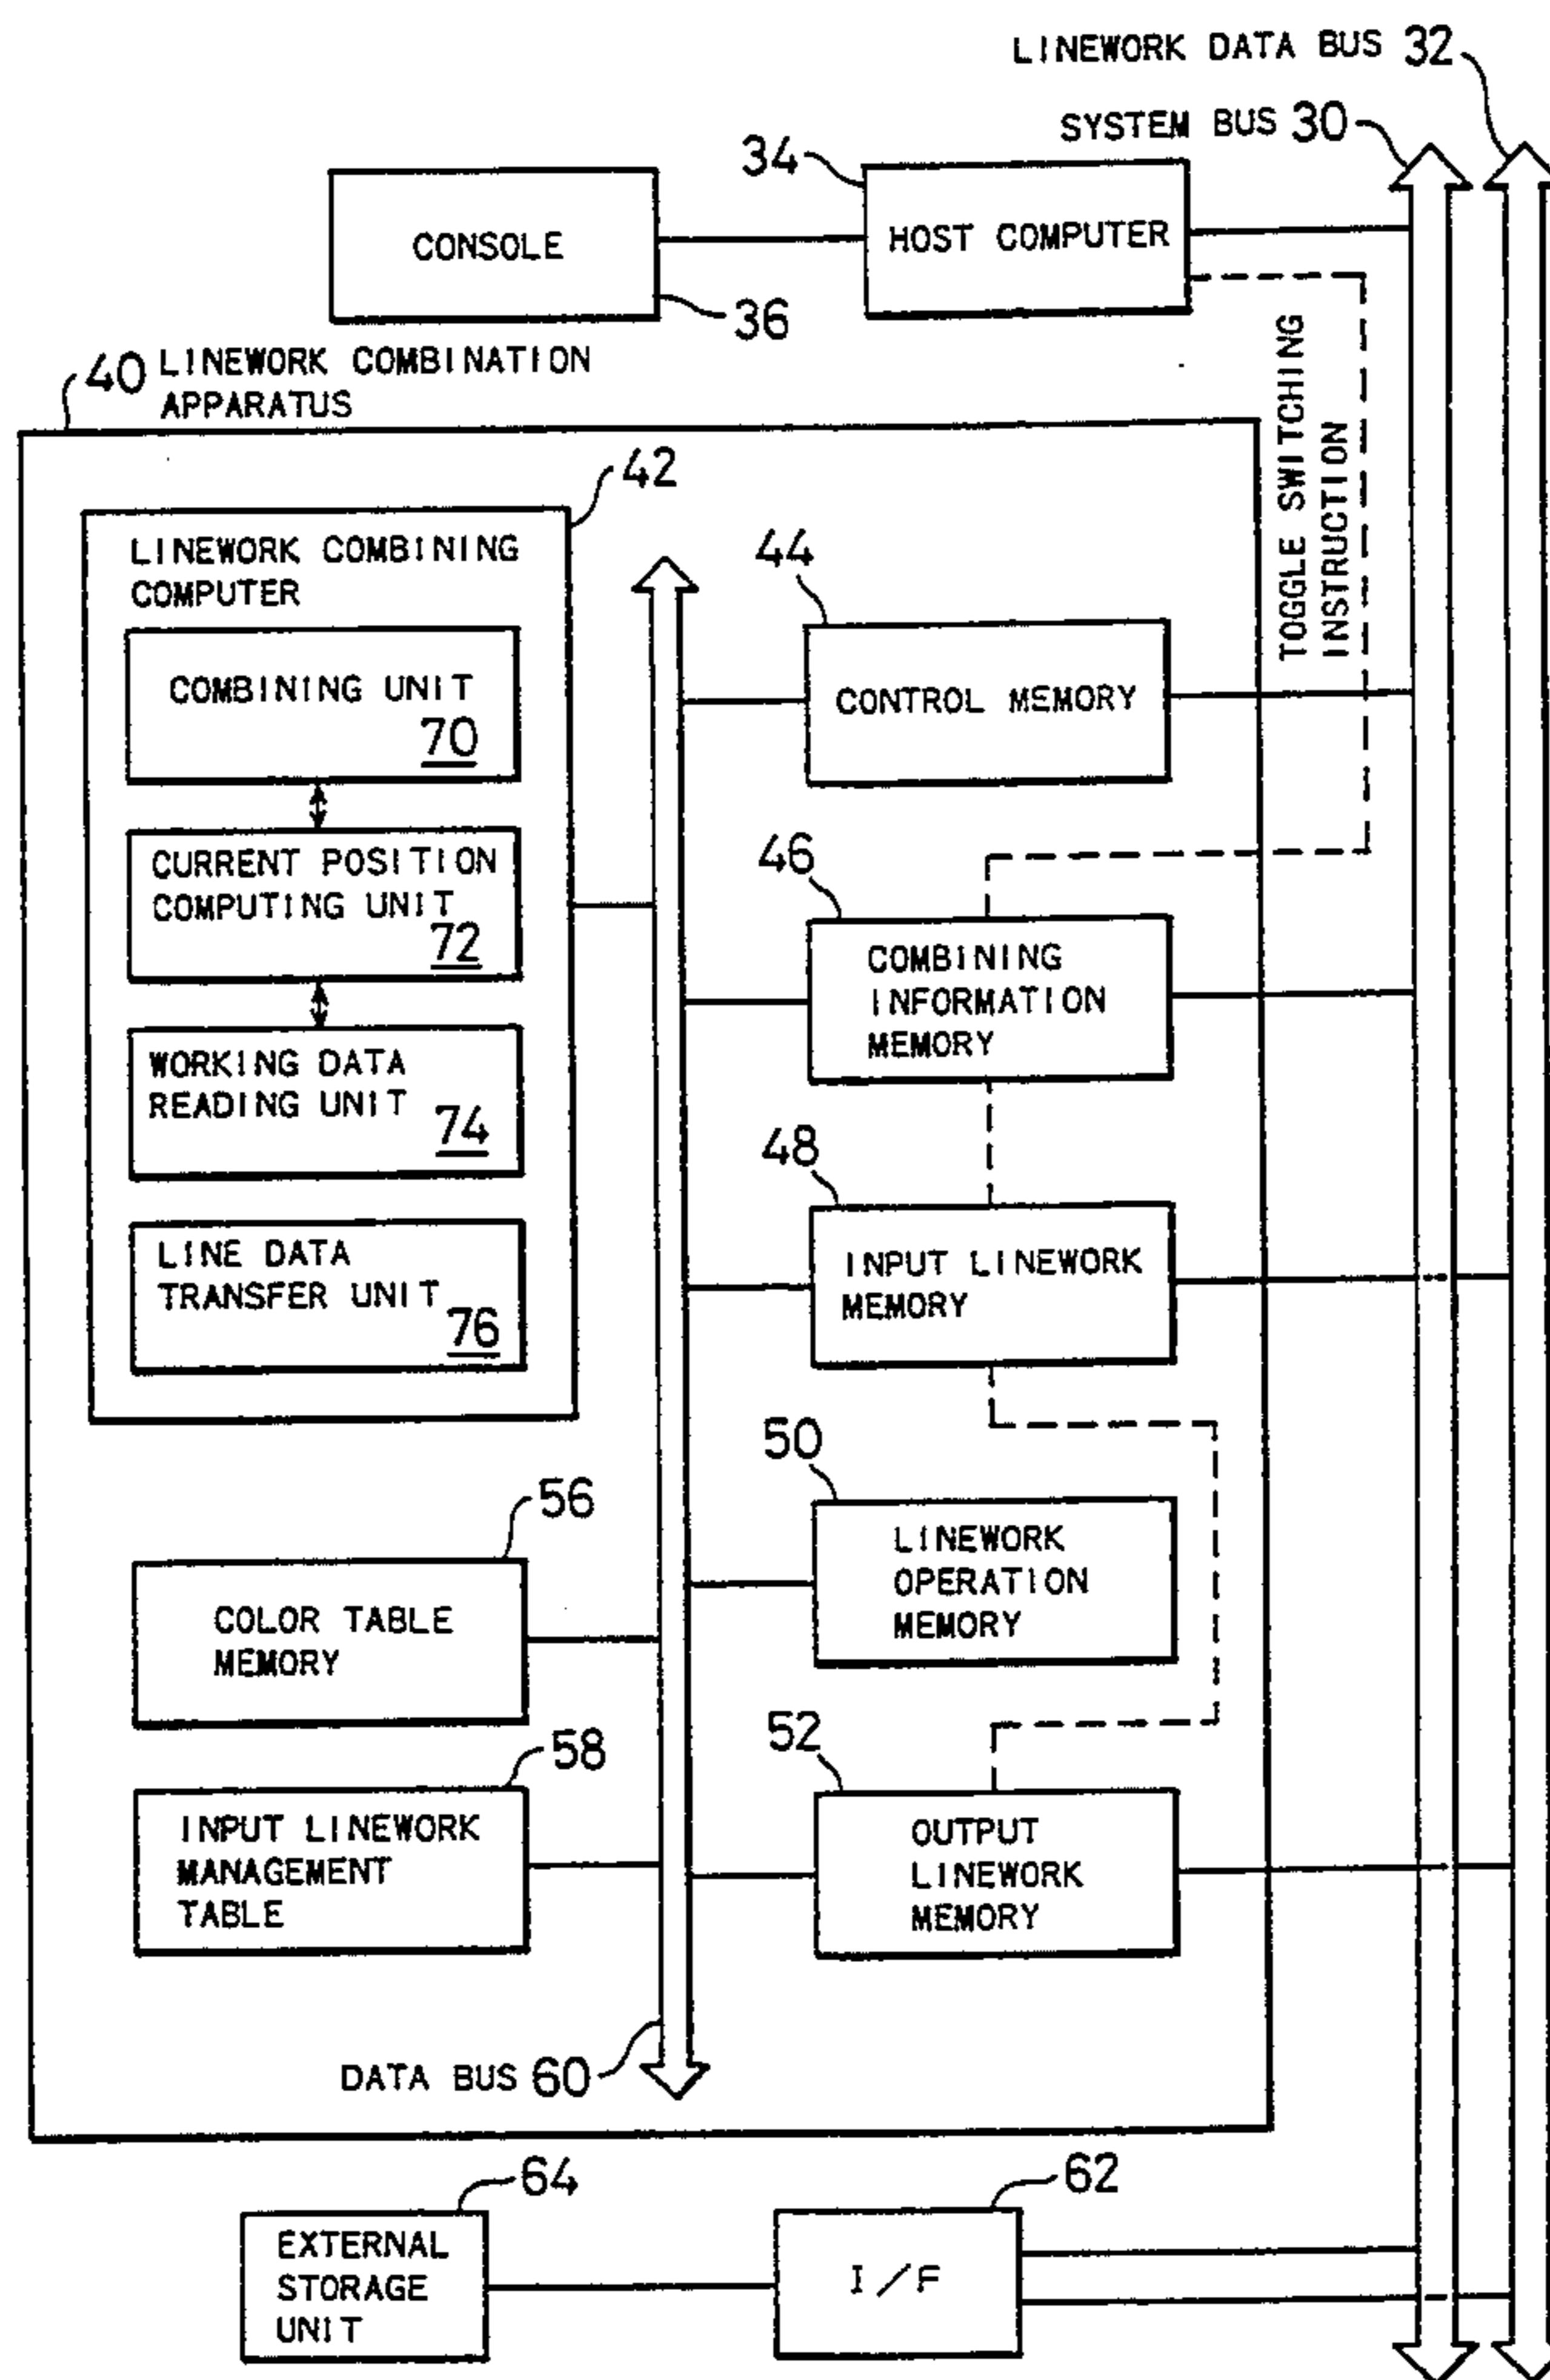 LINEWORK DATA BUS 32
SYSTEM BUS 30
34
CONSOLE
HOST COMPUTER
36
TOGGLE SWITCHING
INSTRUCTION
40 LINEWORK COMBINATION
APPARATUS
42
LINEWORK COMBINING
COMPUTER
COMBINING UNIT
70
CURRENT POSITION
COMPUTING UNIT
72
WORKING DATA
READING UNIT
74
LINE DATA
TRANSFER UNIT
76
44
CONTROL MEMORY
46
COMBINING
INFORMATION
MEMORY
48
INPUT LINEWORK
MEMORY
50
LINEWORK
OPERATION
MEMORY
56
COLOR TABLE
MEMORY
52
OUTPUT
LINEWORK
MEMORY
58
INPUT LINEWORK
MANAGEMENT
TABLE
DATA BUS 60
64
EXTERNAL
STORAGE
UNIT
62
I/F